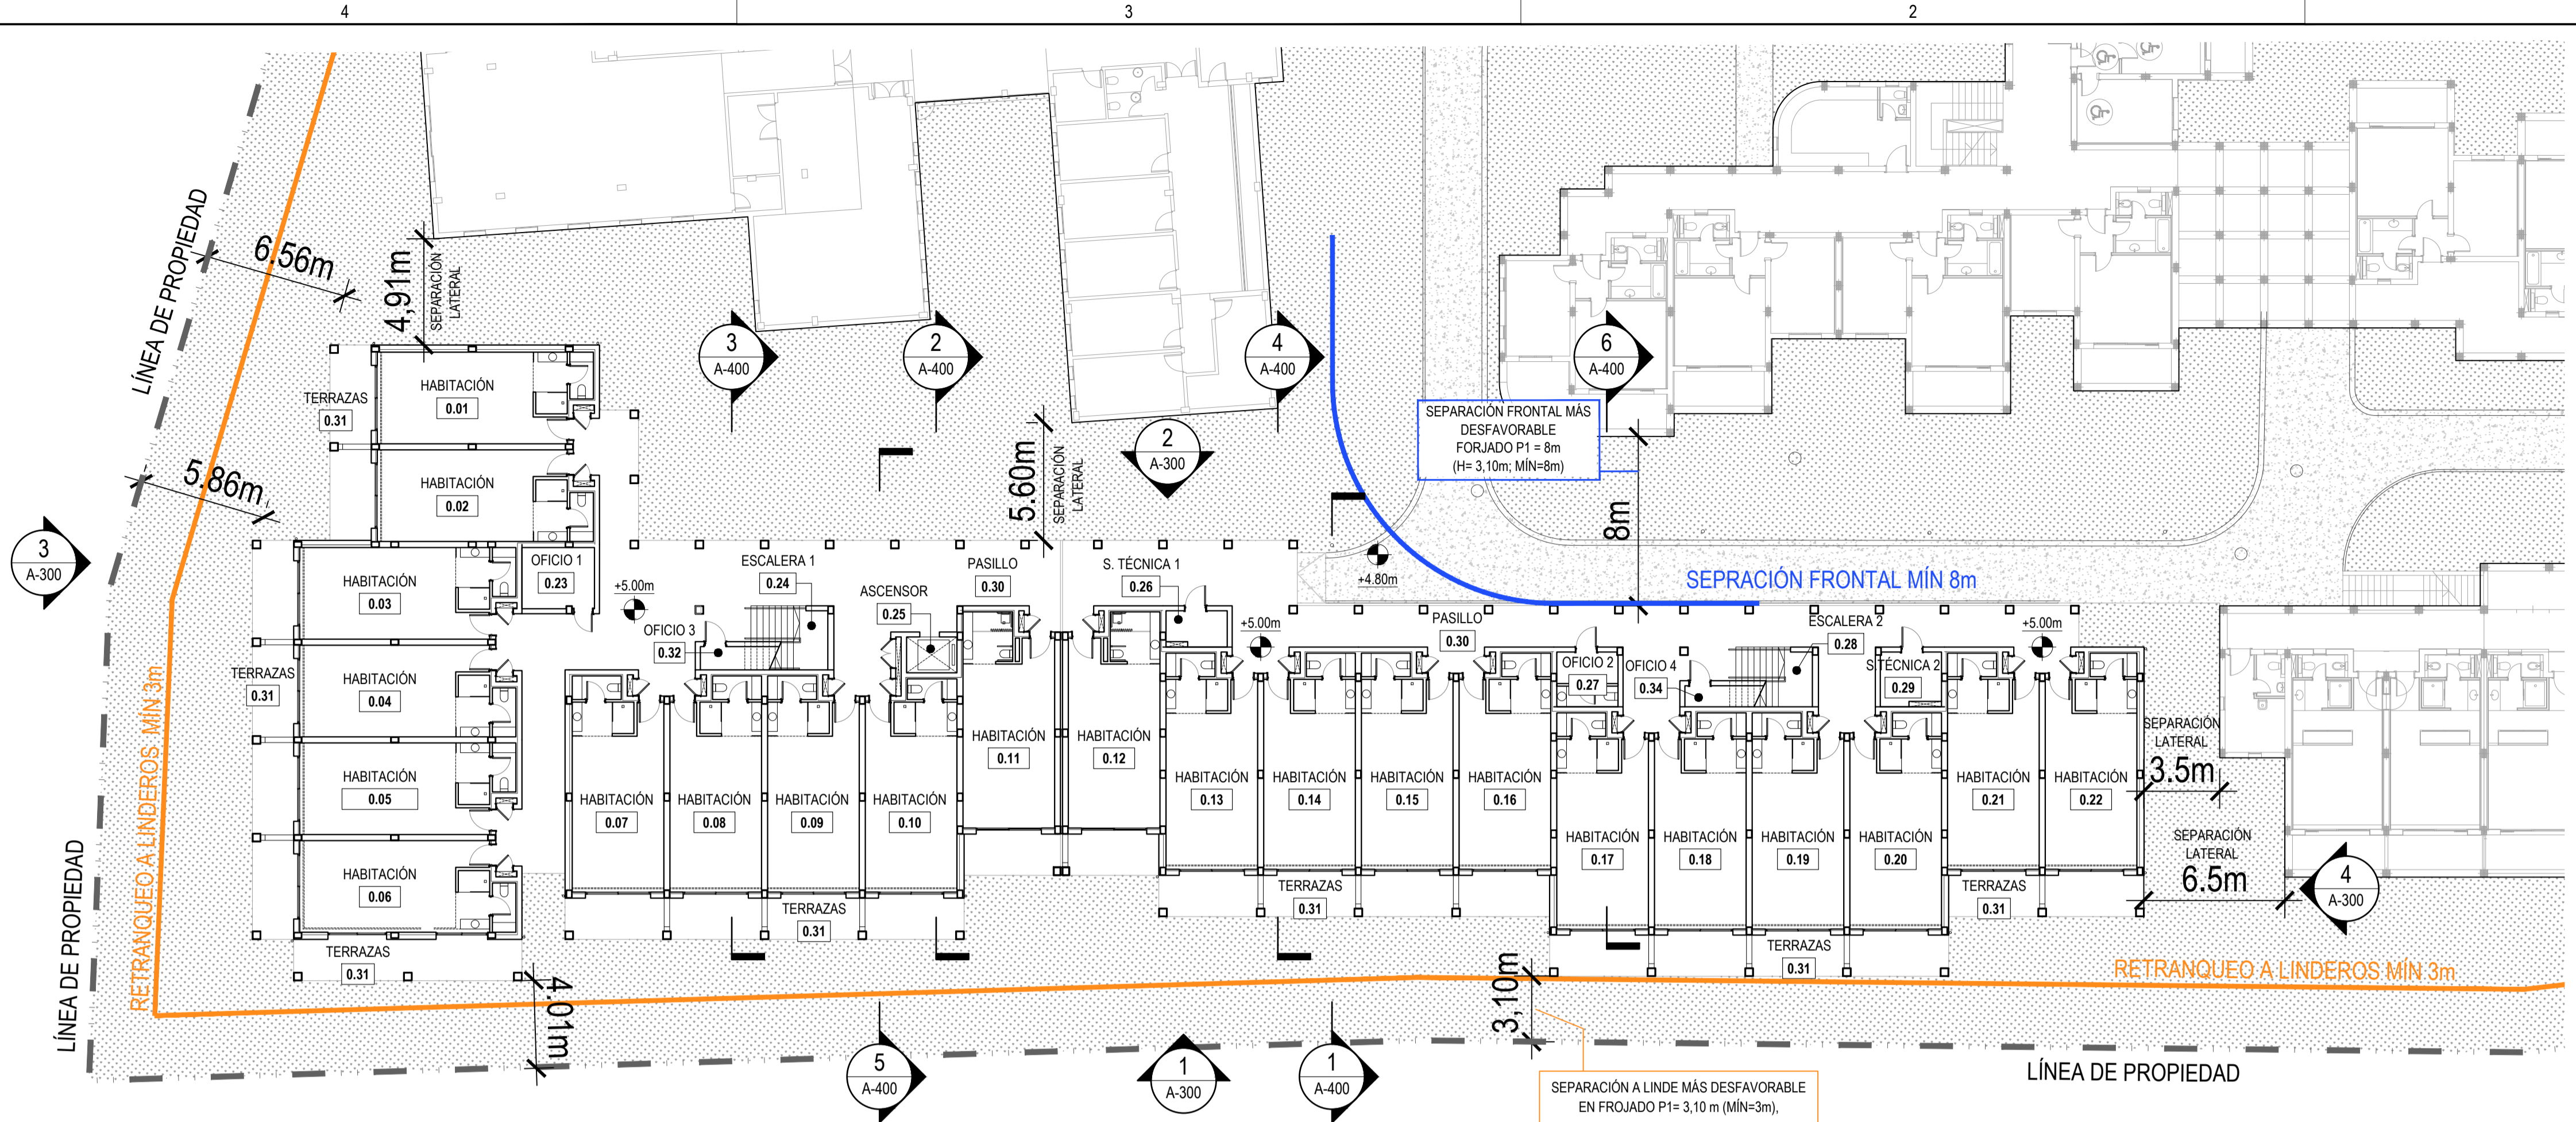 4
3
2
LÍNEA DE PROPIEDAD
6.56m
4,91m
SEPARACIÓN
LATERAL
5.86m
3
A-400
2
A-400
4
A-400
6
A-400
HABITACIÓN
0.01
TERRAZAS
0.31
HABITACIÓN
0.02
SEPARACIÓN FRONTAL MÁS
DESFAVORABLE
FORJADO P1 = 8m
(H= 3,10m; MÍN=8m)
2
A-300
5.60m
SEPARACIÓN
LATERAL
8m
3
A-300
OFICIO 1
0.23
ESCALERA 1
0.24
ASCENSOR
0.25
PASILLO
0.30
S. TÉCNICA 1
0.26
+5.00m
+4.80m
SEPRACIÓN FRONTAL MÍN 8m
HABITACIÓN
0.03
OFICIO 3
0.32
+5.00m
PASILLO
0.30
ESCALERA 2
0.28
+5.00m
TERRAZAS
0.31
HABITACIÓN
0.04
OFICIO 2
0.27
OFICIO 4
0.34
S.TÉCNICA 2
0.29
HABITACIÓN
0.05
HABITACIÓN
0.06
TERRAZAS
0.31
HABITACIÓN
0.07
HABITACIÓN
0.08
HABITACIÓN
0.09
HABITACIÓN
0.10
TERRAZAS
0.31
HABITACIÓN
0.11
HABITACIÓN
0.12
HABITACIÓN
0.13
HABITACIÓN
0.14
HABITACIÓN
0.15
HABITACIÓN
0.16
TERRAZAS
0.31
HABITACIÓN
0.17
HABITACIÓN
0.18
HABITACIÓN
0.19
HABITACIÓN
0.20
TERRAZAS
0.31
HABITACIÓN
0.21
HABITACIÓN
0.22
TERRAZAS
0.31
SEPARACIÓN
LATERAL
3.5m
SEPARACIÓN
LATERAL
6.5m
4
A-300
RETRANQUEO A LINDEROS MÍN 3m
LÍNEA DE PROPIEDAD
4.01m
3,10m
RETRANQUEO A LINDEROS MÍN 3m
5
A-400
1
A-300
1
A-400
LÍNEA DE PROPIEDAD
SEPARACIÓN A LINDE MÁS DESFAVORABLE
EN FROJADO P1= 3,10 m (MÍN=3m),